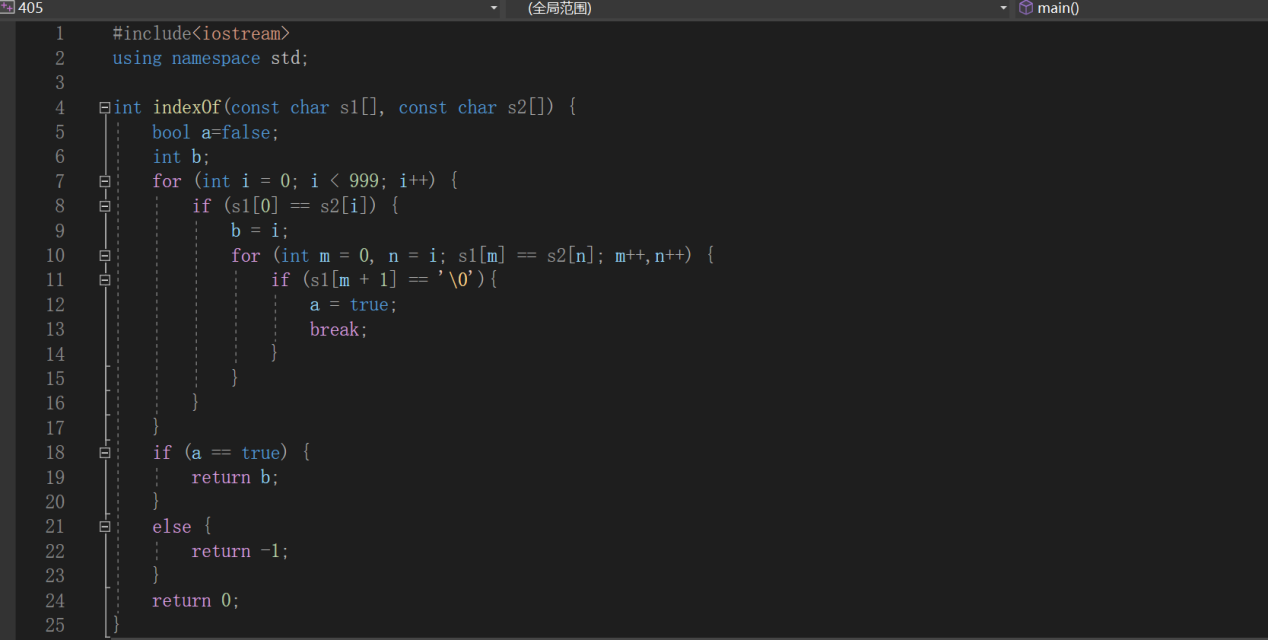 405 (全局范围) main()
1 #include<iostream>
2 using namespace std;
3
4 int indexOf(const char s1[], const char s2[]) {
5 bool a=false;
6 int b;
7 for (int i = 0; i < 999; i++) {
8 if (s1[0] == s2[i]) {
9 b = i;
10 for (int m = 0, n = i; s1[m] == s2[n]; m++,n++) {
11 if (s1[m + 1] == '\0'){
12 a = true;
13 break;
14 }
15 }
16 }
17 }
18 if (a == true) {
19 return b;
20 }
21 else {
22 return -1;
23 }
24 return 0;
25 }